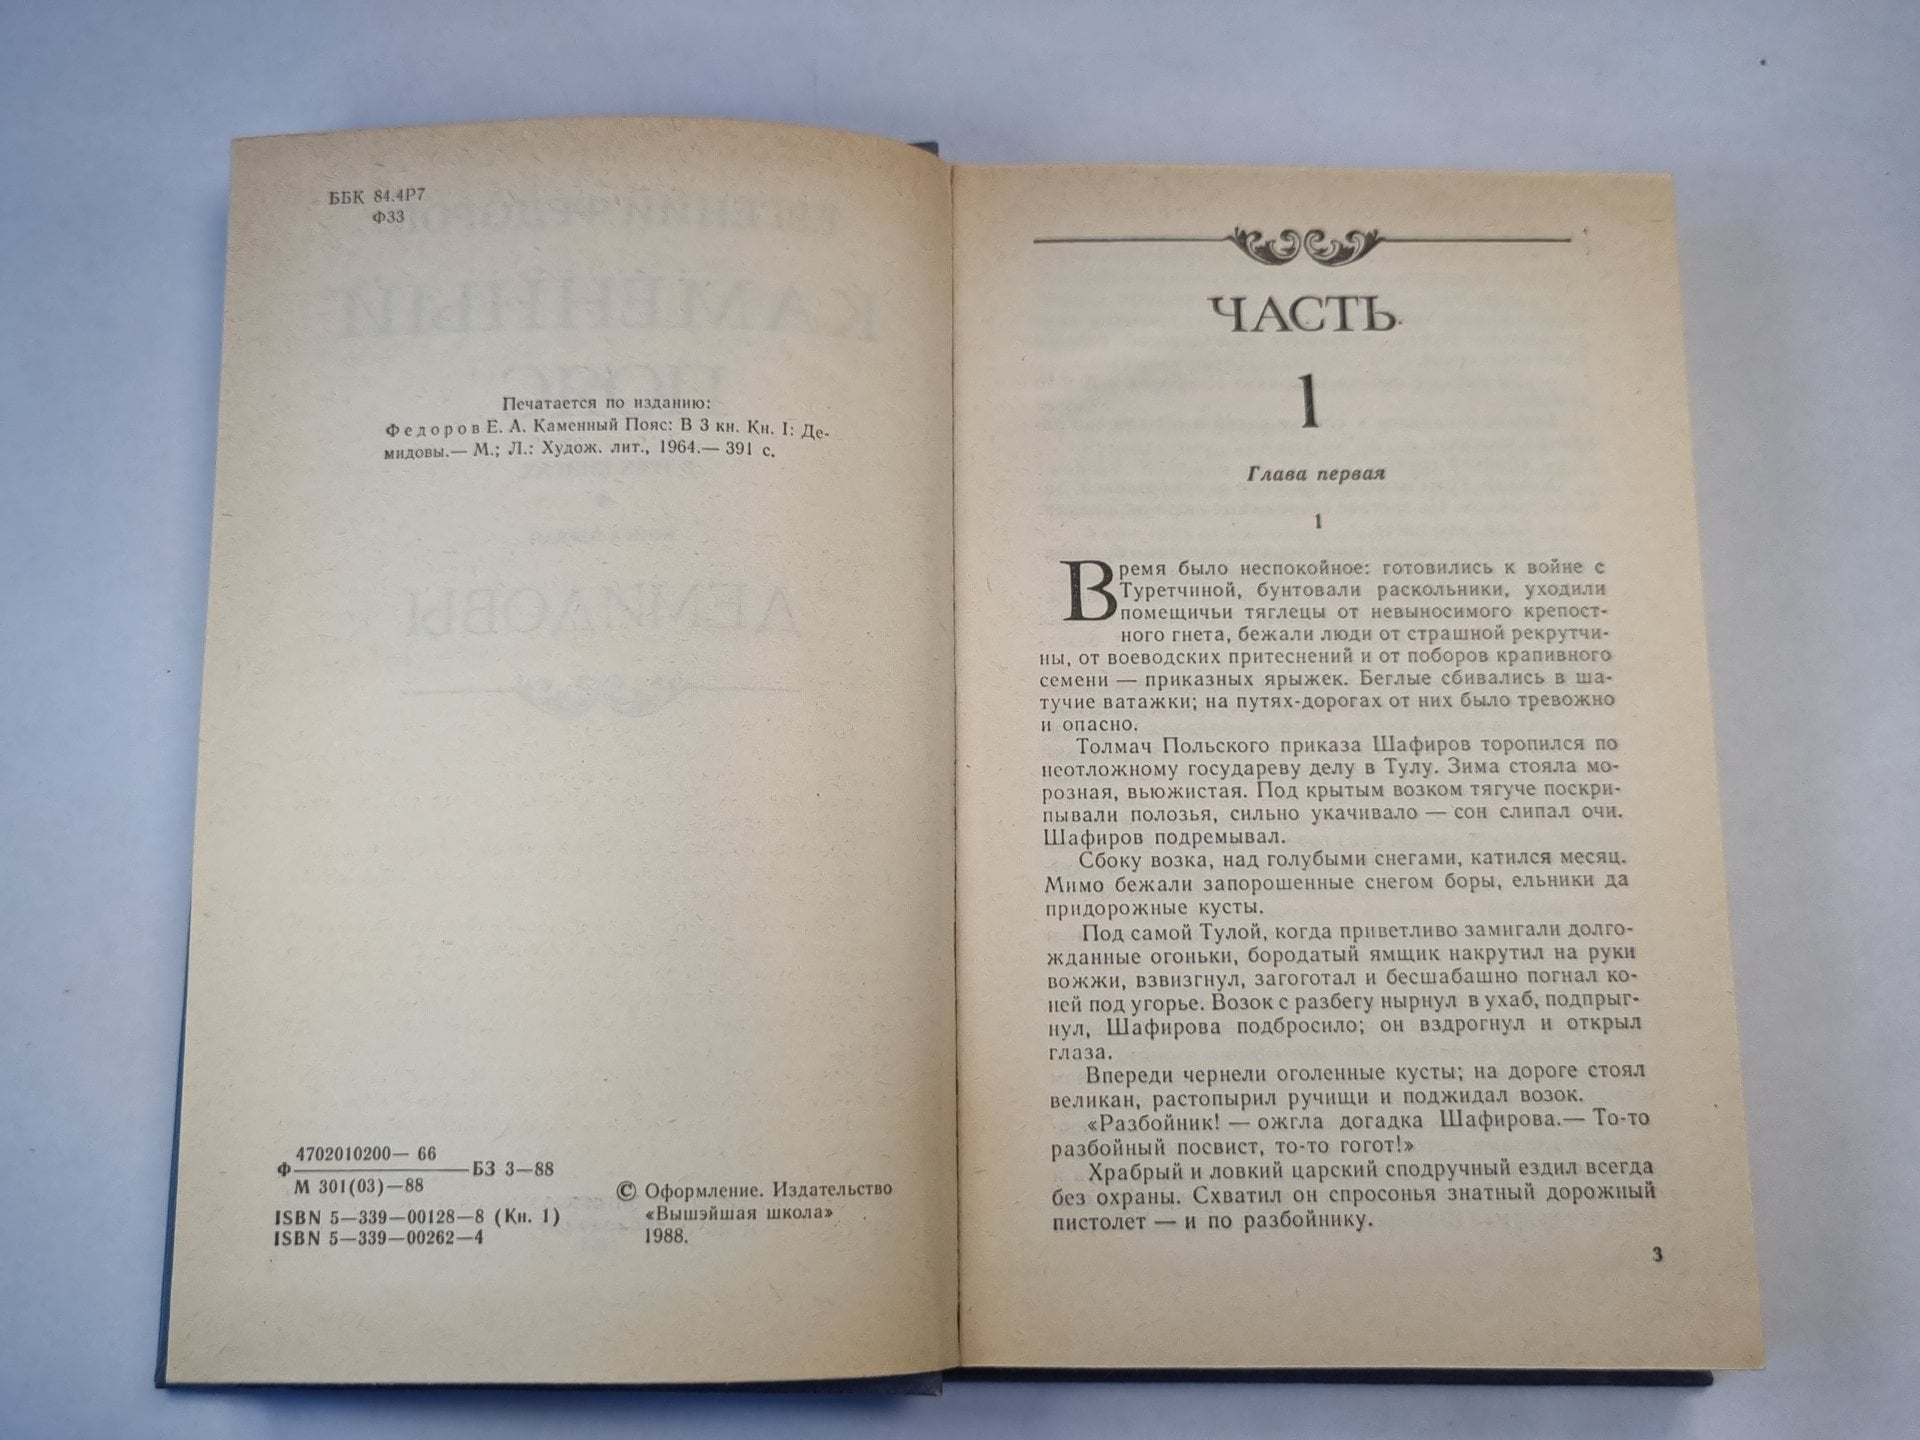 ББК 84.4Р7
Ф33
Печатается по изданию:
Федоров Е. А. Каменный Пояс: В 3 кн. Кн. I: Де-
мидовы.— М.; Л.: Худож. лит., 1964.— 391 с.
4702010200— 66
Ф — БЗ 3—88
М 301(03)—88
ISBN 5—339—00128—8 (Кн. 1)
ISBN 5—339—00262—4
© Оформление. Издательство
«Вышэйшая школа»
1988.
ЧАСТЬ
1
Глава первая
1
Время было неспокойное: готовились к войне с
Туретчиной, бунтовали раскольники, уходили
помещичьи тяглецы от невыносимого крепост-
ного гнета, бежали люди от страшной рекрутчи-
ны, от воеводских притеснений и от поборов крапивного
семени — приказных ярыжек. Беглые сбивались в ша-
тучие ватажки; на путях-дорогах от них было тревожно
и опасно.
Толмач Польского приказа Шафиров торопился по
неотложному государеву делу в Тулу. Зима стояла мо-
розная, вьюжистая. Под крытым возком тягуче поскри-
пывали полозья, сильно укачивало — сон слипал очи.
Шафиров подремывал.
Сбоку возка, над голубыми снегами, катился месяц.
Мимо бежали запорошенные снегом боры, ельники да
придорожные кусты.
Под самой Тулой, когда приветливо замигали долго-
жданные огоньки, бородатый ямщик накрутил на руки
вожжи, взвизгнул, загоготал и бесшабашно погнал ко-
ней под угорье. Возок с разбегу нырнул в ухаб, подпрыг-
нул, Шафирова подбросило; он вздрогнул и открыл
глаза.
Впереди чернели оголенные кусты; на дороге стоял
великан, растопырил ручищи и поджидал возок.
«Разбойник! — ожгла догадка Шафирова.— То-то
разбойный посвист, то-то гогот!»
Храбрый и ловкий царский сподручный ездил всегда
без охраны. Схватил он спросонья знатный дорожный
пистолет — и по разбойнику.
3